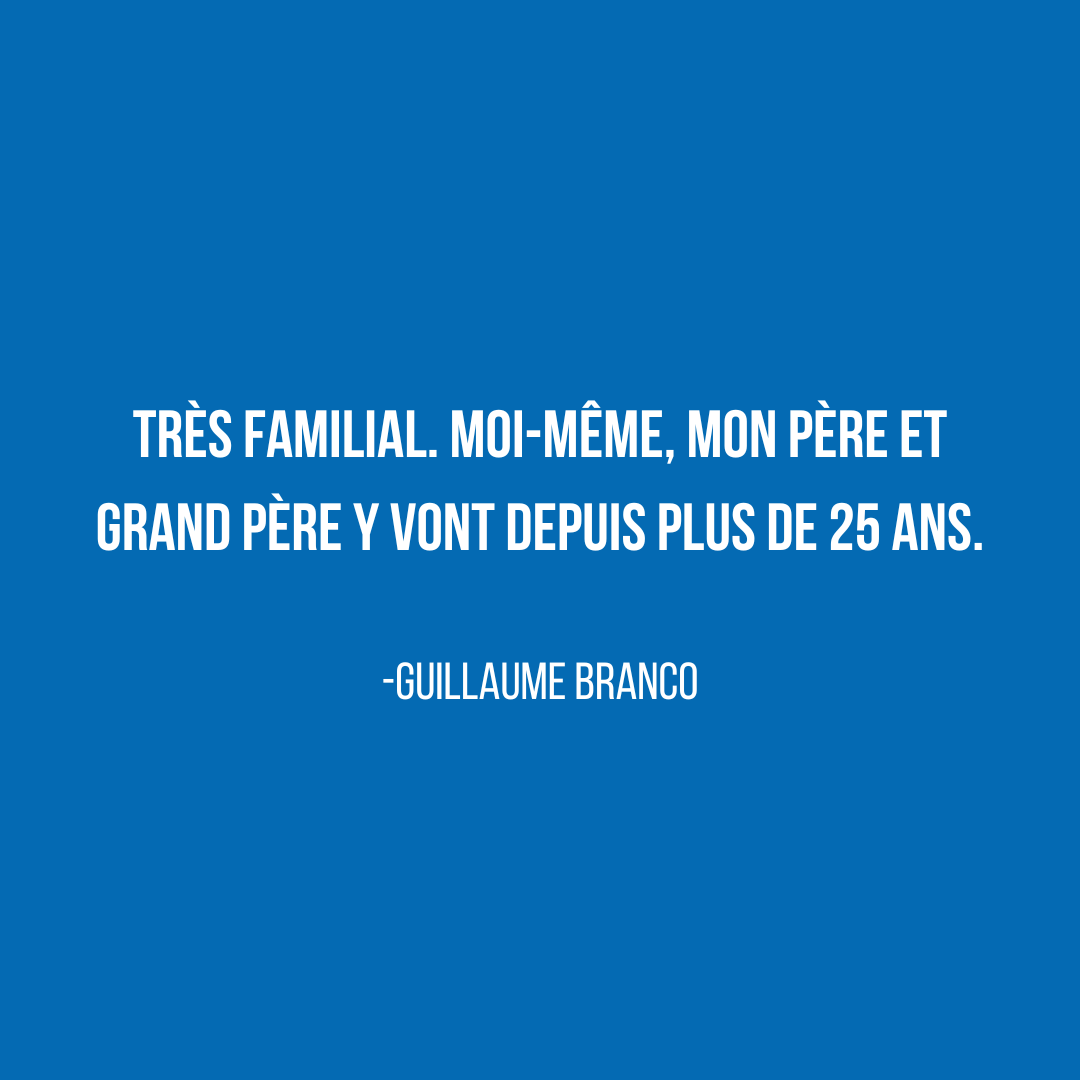 TRÈS FAMILIAL. MOI-MÊME, MON PÈRE ET
GRAND PÈRE Y VONT DEPUIS PLUS DE 25 ANS.
-GUILLAUME BRANCO